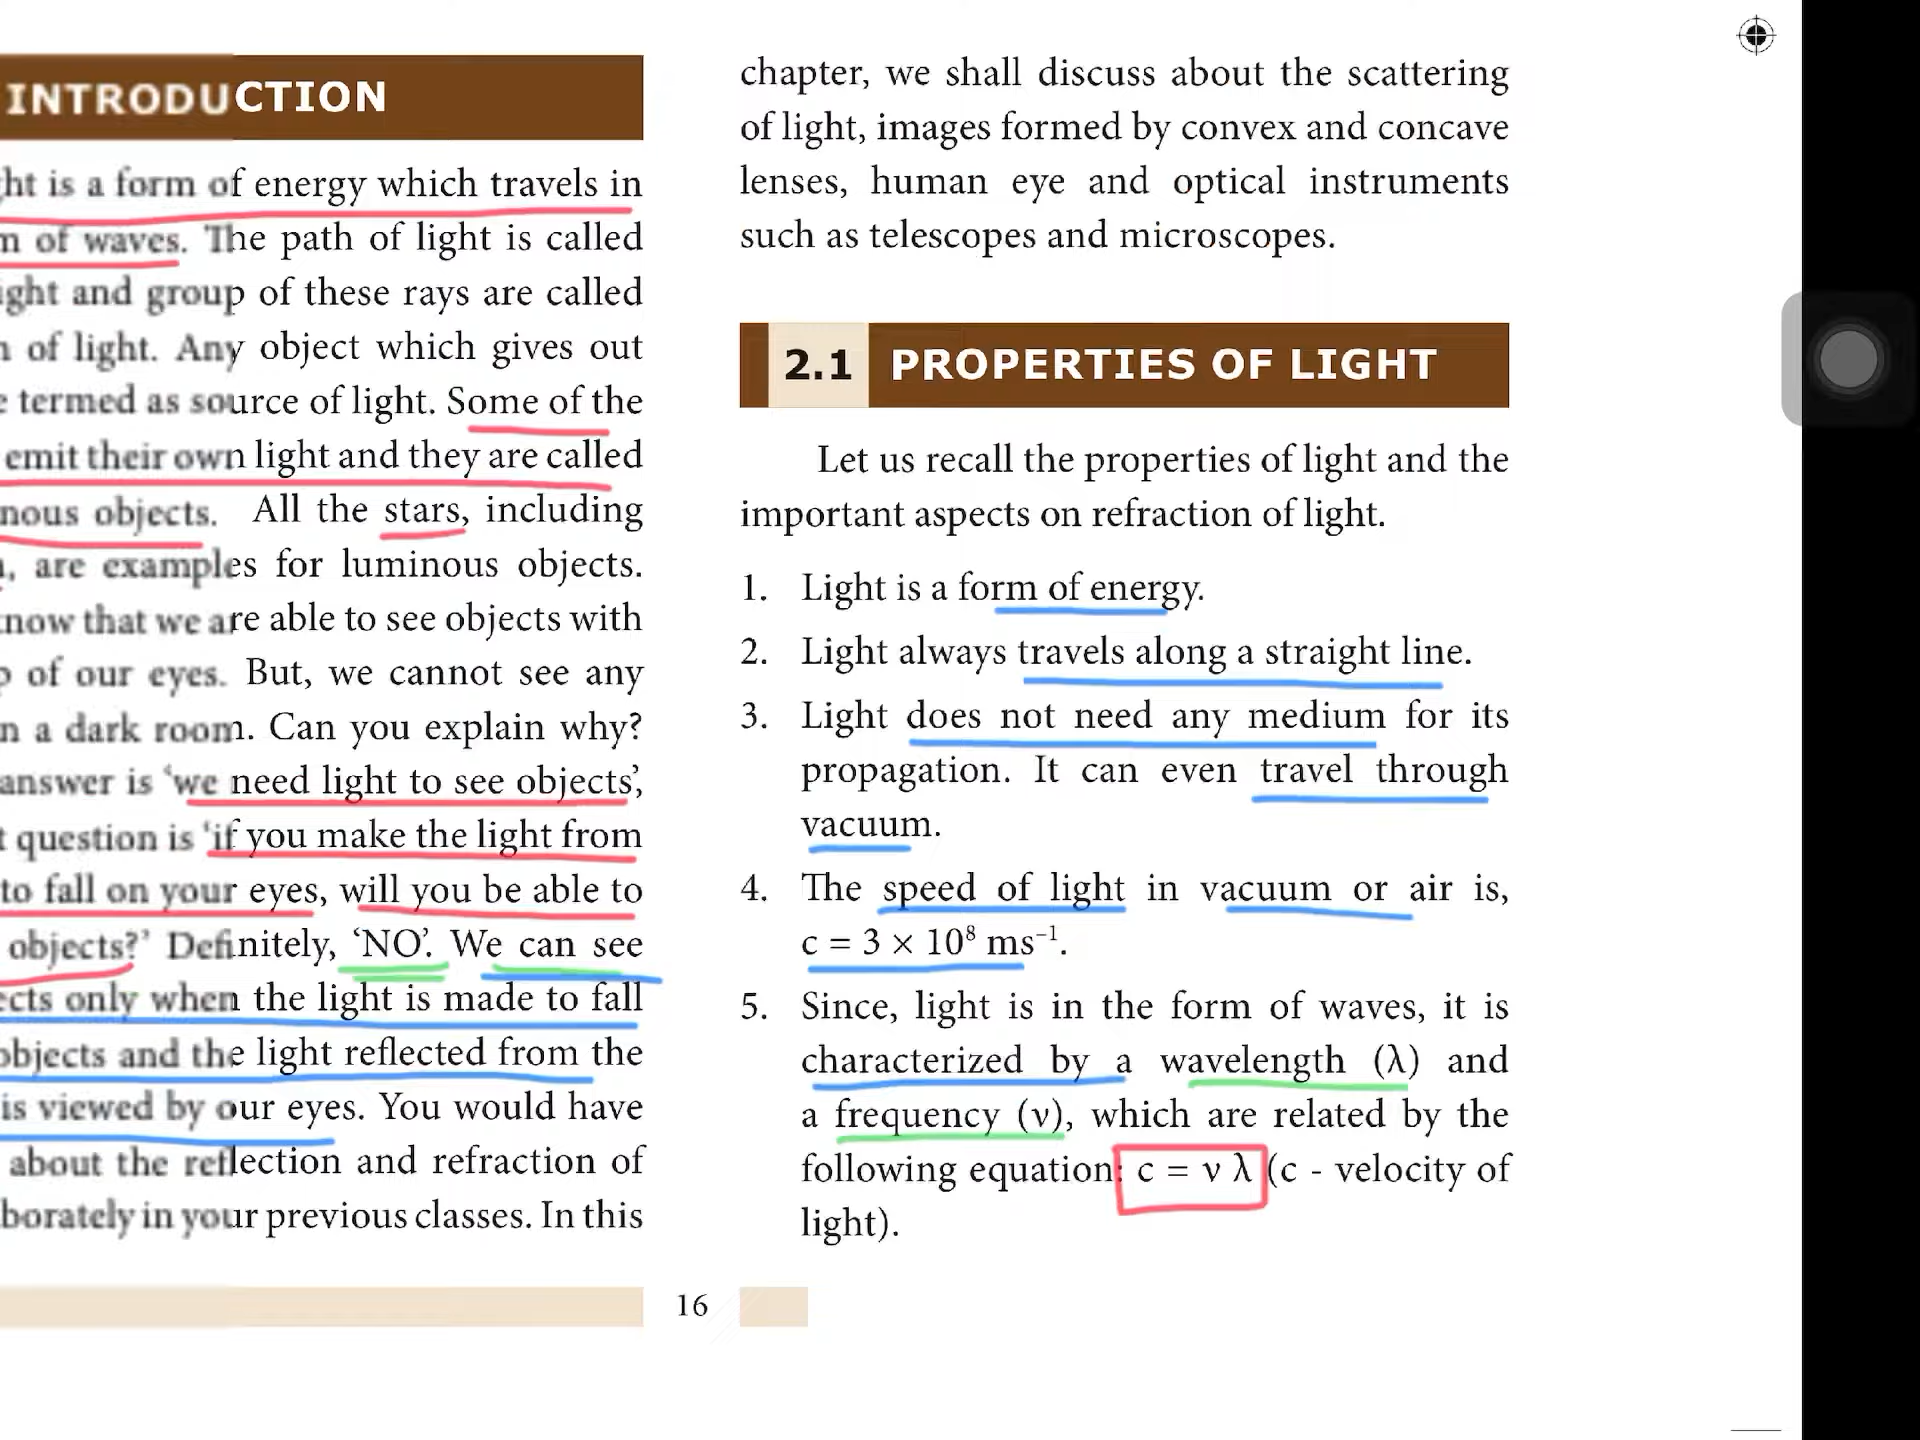 INTRODUCTION
is a form of energy which travels in
of waves. The path of light is called
and group of these rays are called
of light. Any object which gives out
termed as source of light. Some of the
emit their own light and they are called
objects. All the stars, including
are examples for luminous objects.
that we are able to see objects with
of our eyes. But, we cannot see any
a dark room. Can you explain why?
answer is ‘we need light to see objects’,
question is ‘if you make the light from
to fall on your eyes, will you be able to
objects?’ Definitely, ‘NO’. We can see
only when the light is made to fall
objects and the light reflected from the
is viewed by our eyes. You would have
about the reflection and refraction of
in your previous classes. In this
chapter, we shall discuss about the scattering
of light, images formed by convex and concave
lenses, human eye and optical instruments
such as telescopes and microscopes.
2.1 PROPERTIES OF LIGHT
Let us recall the properties of light and the
important aspects on refraction of light.
1. Light is a form of energy.
2. Light always travels along a straight line.
3. Light does not need any medium for its
propagation. It can even travel through
vacuum.
4. The speed of light in vacuum or air is,
c = 3 × 10⁸ ms⁻¹.
5. Since, light is in the form of waves, it is
characterized by a wavelength (λ) and
a frequency (ν), which are related by the
following equation: c = ν λ (c - velocity of
light).
16